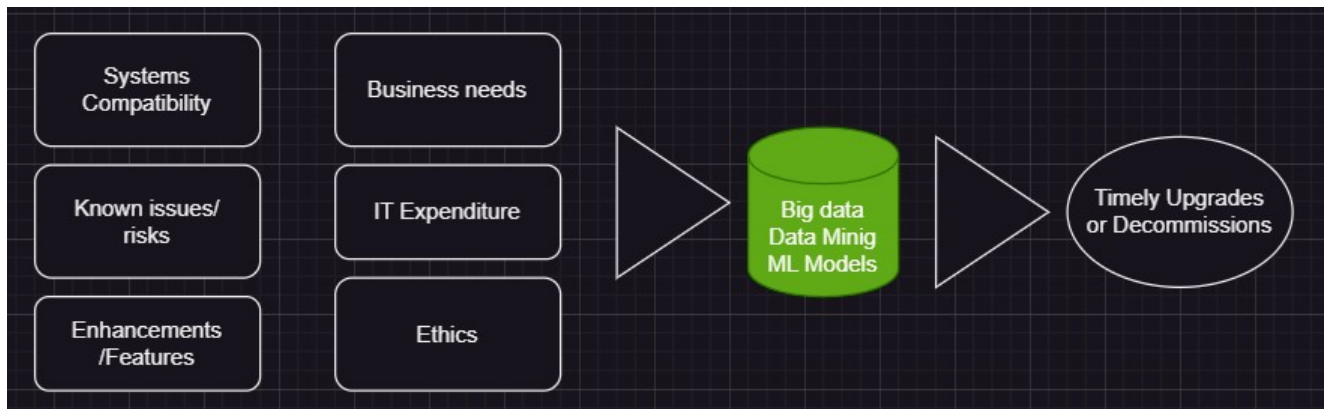 Systems
Compatibility
Known issues/
risks
Enhancements
/Features
Business needs
IT Expenditure
Ethics
Big data
Data Minig
ML Models
Timely Upgrades
or Decommissions